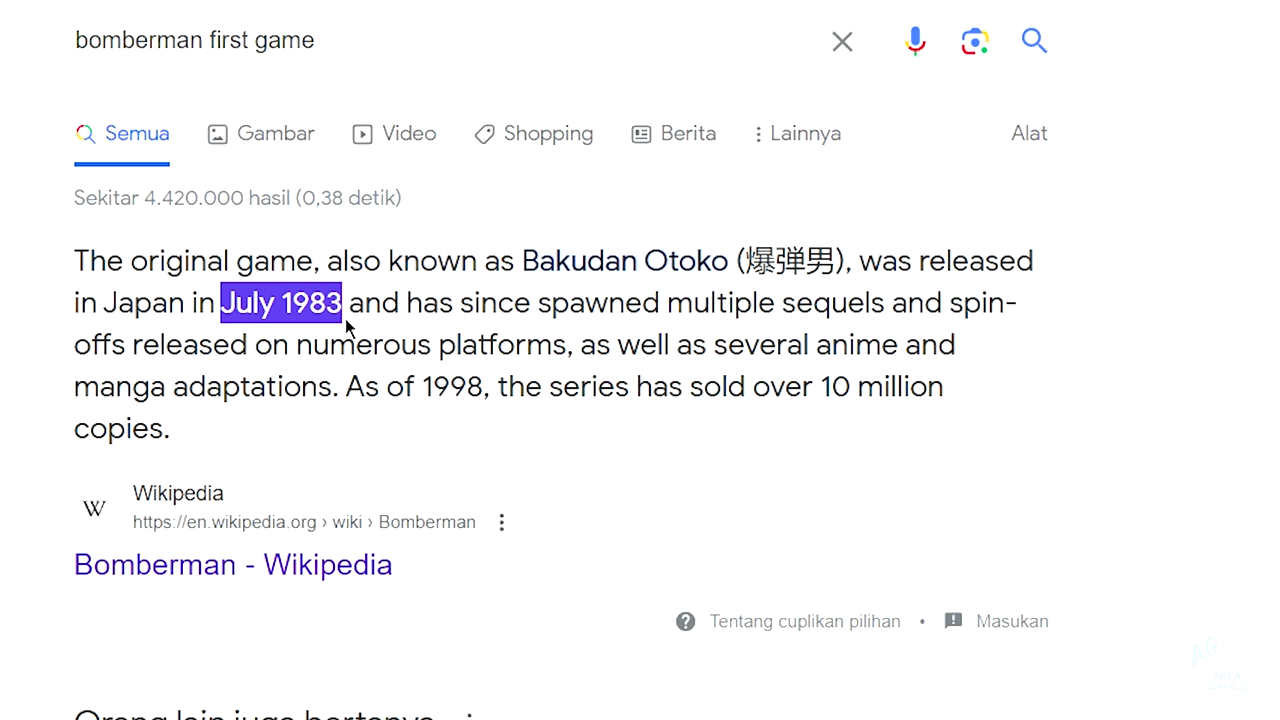 bomberman first game
Semua
Gambar
Video
Shopping
Berita
Lainnya
Alat
Sekitar 4.420.000 hasil (0,38 detik)
The original game, also known as Bakudan Otoko (爆弾男), was released
in Japan in July 1983 and has since spawned multiple sequels and spin-
offs released on numerous platforms, as well as several anime and
manga adaptations. As of 1998, the series has sold over 10 million
copies.
W
Wikipedia
https://en.wikipedia.org › wiki › Bomberman
Bomberman - Wikipedia
Tentang cuplikan pilihan • Masukan
Orang lain juga bertanya